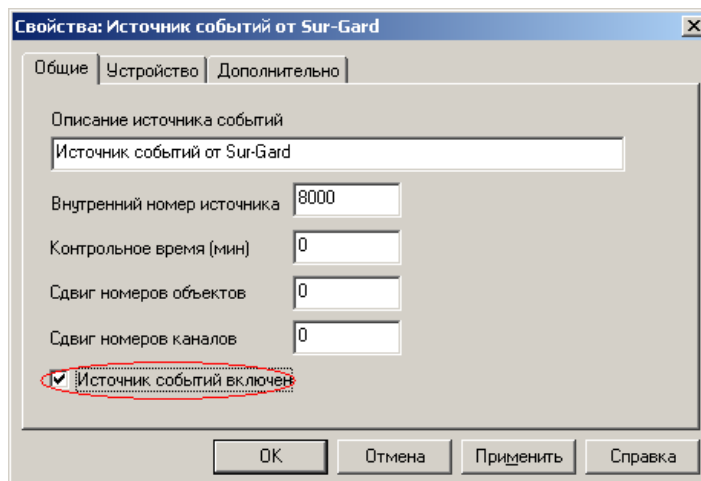 Свойства: Источник событий от Sur-Gard
Общие Устройство Дополнительно
Описание источника событий
Источник событий от Sur-Gard
Внутренний номер источника 8000
Контрольное время (мин) 0
Сдвиг номеров объектов 0
Сдвиг номеров каналов 0
Источник событий включен
OK Отмена Применить Справка